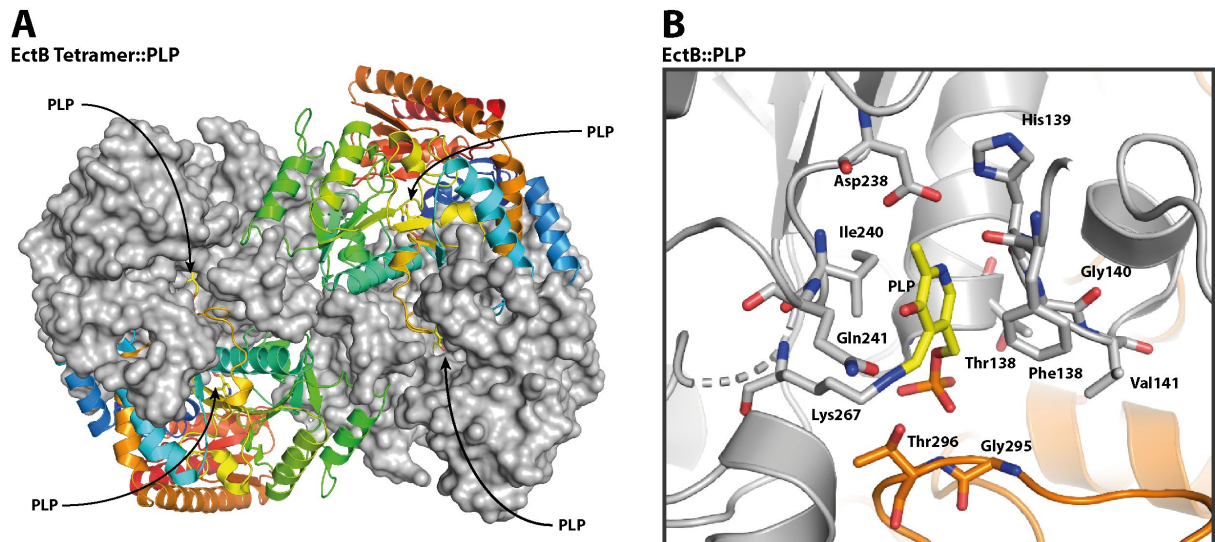 A
EctB Tetramer::PLP
PLP
PLP
PLP
PLP
B
EctB::PLP
His139
Asp238
Ile240
Gly140
PLP
Gln241
Thr138
Phe138
Val141
Lys267
Thr296
Gly295